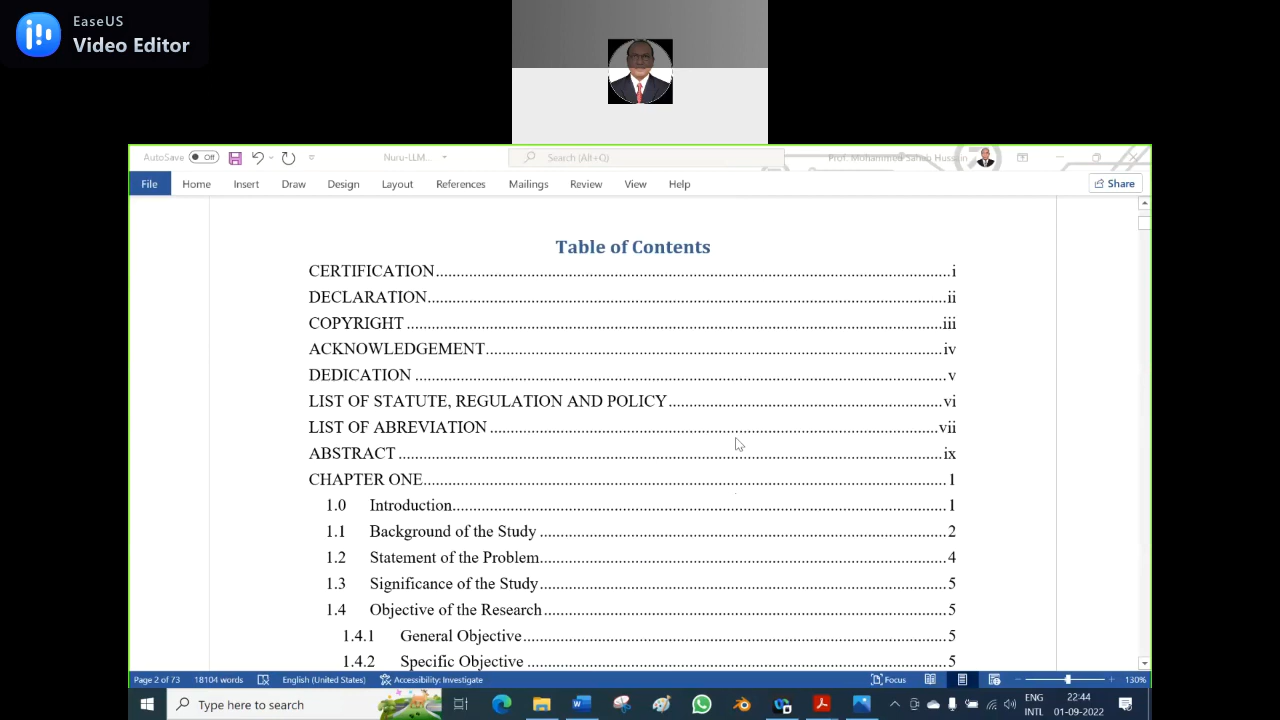 EaseUS
Video Editor
AutoSave Off Nuru-LLM... Search (Alt+Q) Prof. Mohammed Saheb Hussain
File Home Insert Draw Design Layout References Mailings Review View Help Share
Table of Contents
CERTIFICATION i
DECLARATION ii
COPYRIGHT iii
ACKNOWLEDGEMENT iv
DEDICATION v
LIST OF STATUTE, REGULATION AND POLICY vi
LIST OF ABREVIATION vii
ABSTRACT ix
CHAPTER ONE 1
1.0 Introduction 1
1.1 Background of the Study 2
1.2 Statement of the Problem 4
1.3 Significance of the Study 5
1.4 Objective of the Research 5
1.4.1 General Objective 5
1.4.2 Specific Objective 5
Page 2 of 73 18104 words English (United States) Accessibility: Investigate Focus 130%
Type here to search ENG 22:44
INTL 01-09-2022